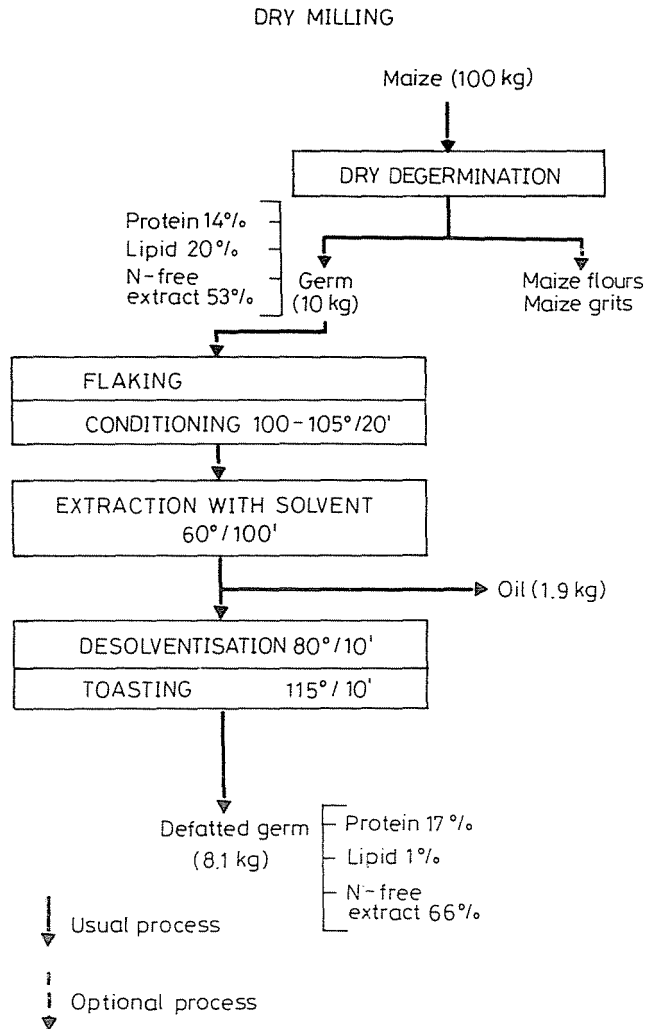 DRY MILLING
Maize (100 kg)
DRY DEGERMINATION
Protein 14%
Lipid 20%
N-free
extract 53%
Germ
(10 kg)
Maize flours
Maize grits
FLAKING
CONDITIONING 100-105°/20'
EXTRACTION WITH SOLVENT
60°/100'
Oil (1.9 kg)
DESOLVENTISATION 80°/10'
TOASTING 115°/10'
Defatted germ
(8.1 kg)
Protein 17%
Lipid 1%
N-free
extract 66%
Usual process
Optional process